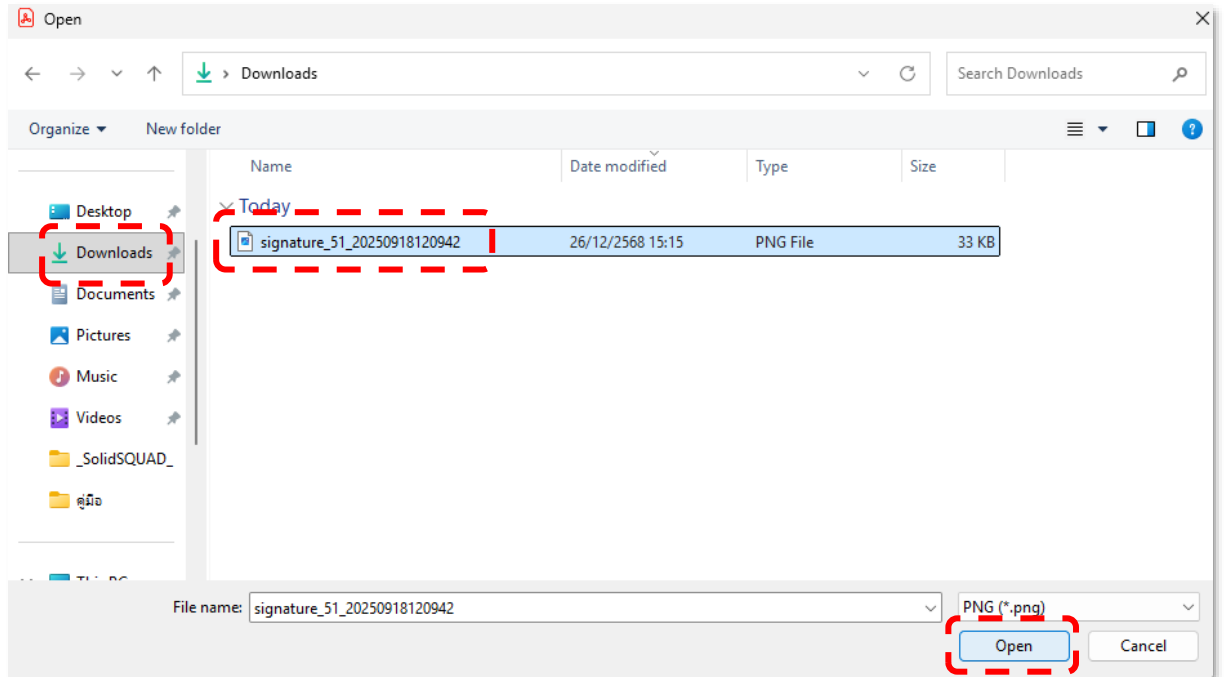 Open
Downloads
Search Downloads
Organize
New folder
Name
Date modified
Type
Size
Today
Desktop
Downloads
Documents
Pictures
Music
Videos
_SolidSQUAD_
คู่มือ
signature_51_20250918120942
26/12/2568 15:15
PNG File
33 KB
File name:
signature_51_20250918120942
PNG (*.png)
Open
Cancel